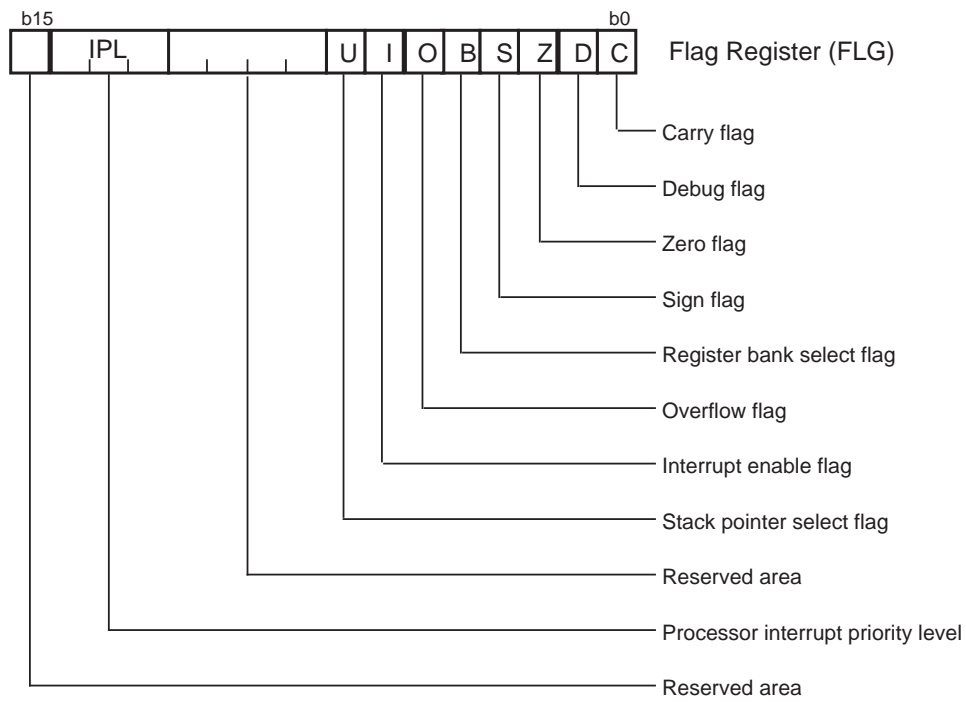 b15 b0
IPL U I O B S Z D C Flag Register (FLG)
Carry flag
Debug flag
Zero flag
Sign flag
Register bank select flag
Overflow flag
Interrupt enable flag
Stack pointer select flag
Reserved area
Processor interrupt priority level
Reserved area